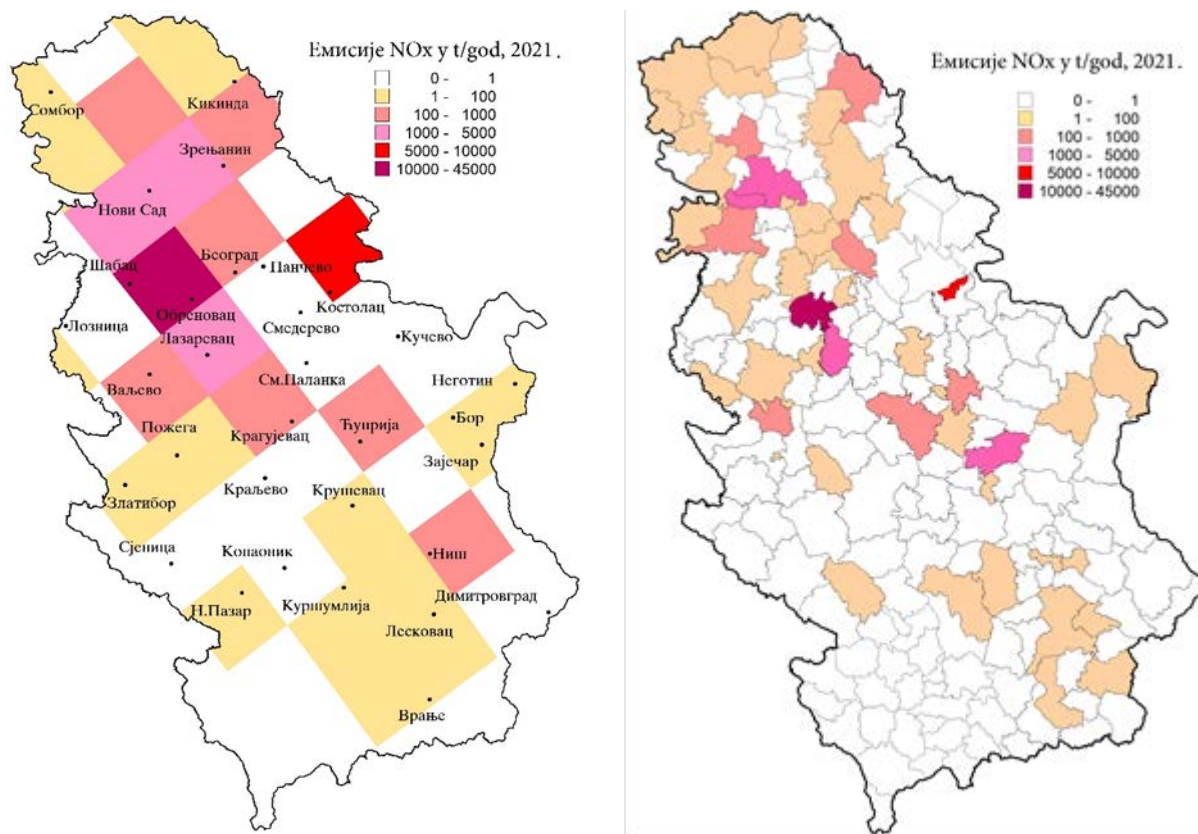 Емисије NOx у t/god, 2021.
0 - 1
1 - 100
100 - 1000
1000 - 5000
5000 - 10000
10000 - 45000
Сомбор
Кикинда
Зрењанин
Нови Сад
Шабац
Београд
Панчево
Обреновац
Костолац
Лозница
Смедерево
Лазаревац
Кучево
Ваљево
См.Паланка
Неготин
Пожега
Крагујевац
Ћуприја
Бор
Зајечар
Златибор
Краљево
Крушевац
Сјеница
Копаоник
Ниш
Н.Пазар
Куршумлија
Димитровград
Лесковац
Врање
Емисије NOx у t/god, 2021.
0 - 1
1 - 100
100 - 1000
1000 - 5000
5000 - 10000
10000 - 45000